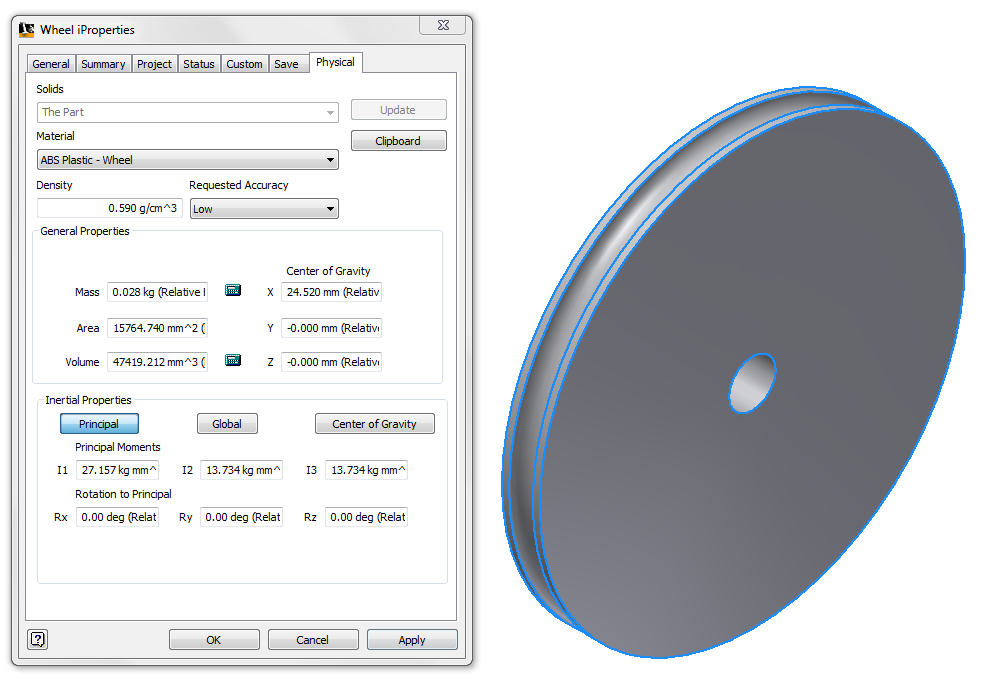 Wheel iProperties
General Summary Project Status Custom Save Physical
Solids
The Part Update
Material
Clipboard
ABS Plastic - Wheel
Density Requested Accuracy
0.590 g/cm^3 Low
General Properties
Center of Gravity
Mass 0.028 kg (Relative X 24.520 mm (Relativ
Area 15764.740 mm^2 ( Y -0.000 mm (Relative
Volume 47419.212 mm^3 ( Z -0.000 mm (Relative
Inertial Properties
Principal Global Center of Gravity
Principal Moments
I1 27.157 kg mm^ I2 13.734 kg mm^ I3 13.734 kg mm^
Rotation to Principal
Rx 0.00 deg (Relat Ry 0.00 deg (Relat Rz 0.00 deg (Relat
? OK Cancel Apply